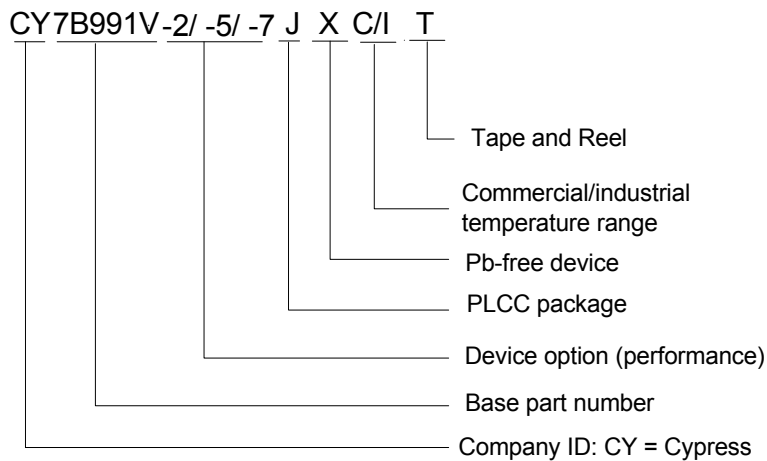 CY7B991V-2/ -5/ -7 J X C/I T
Tape and Reel
Commercial/industrial
temperature range
Pb-free device
PLCC package
Device option (performance)
Base part number
Company ID: CY = Cypress